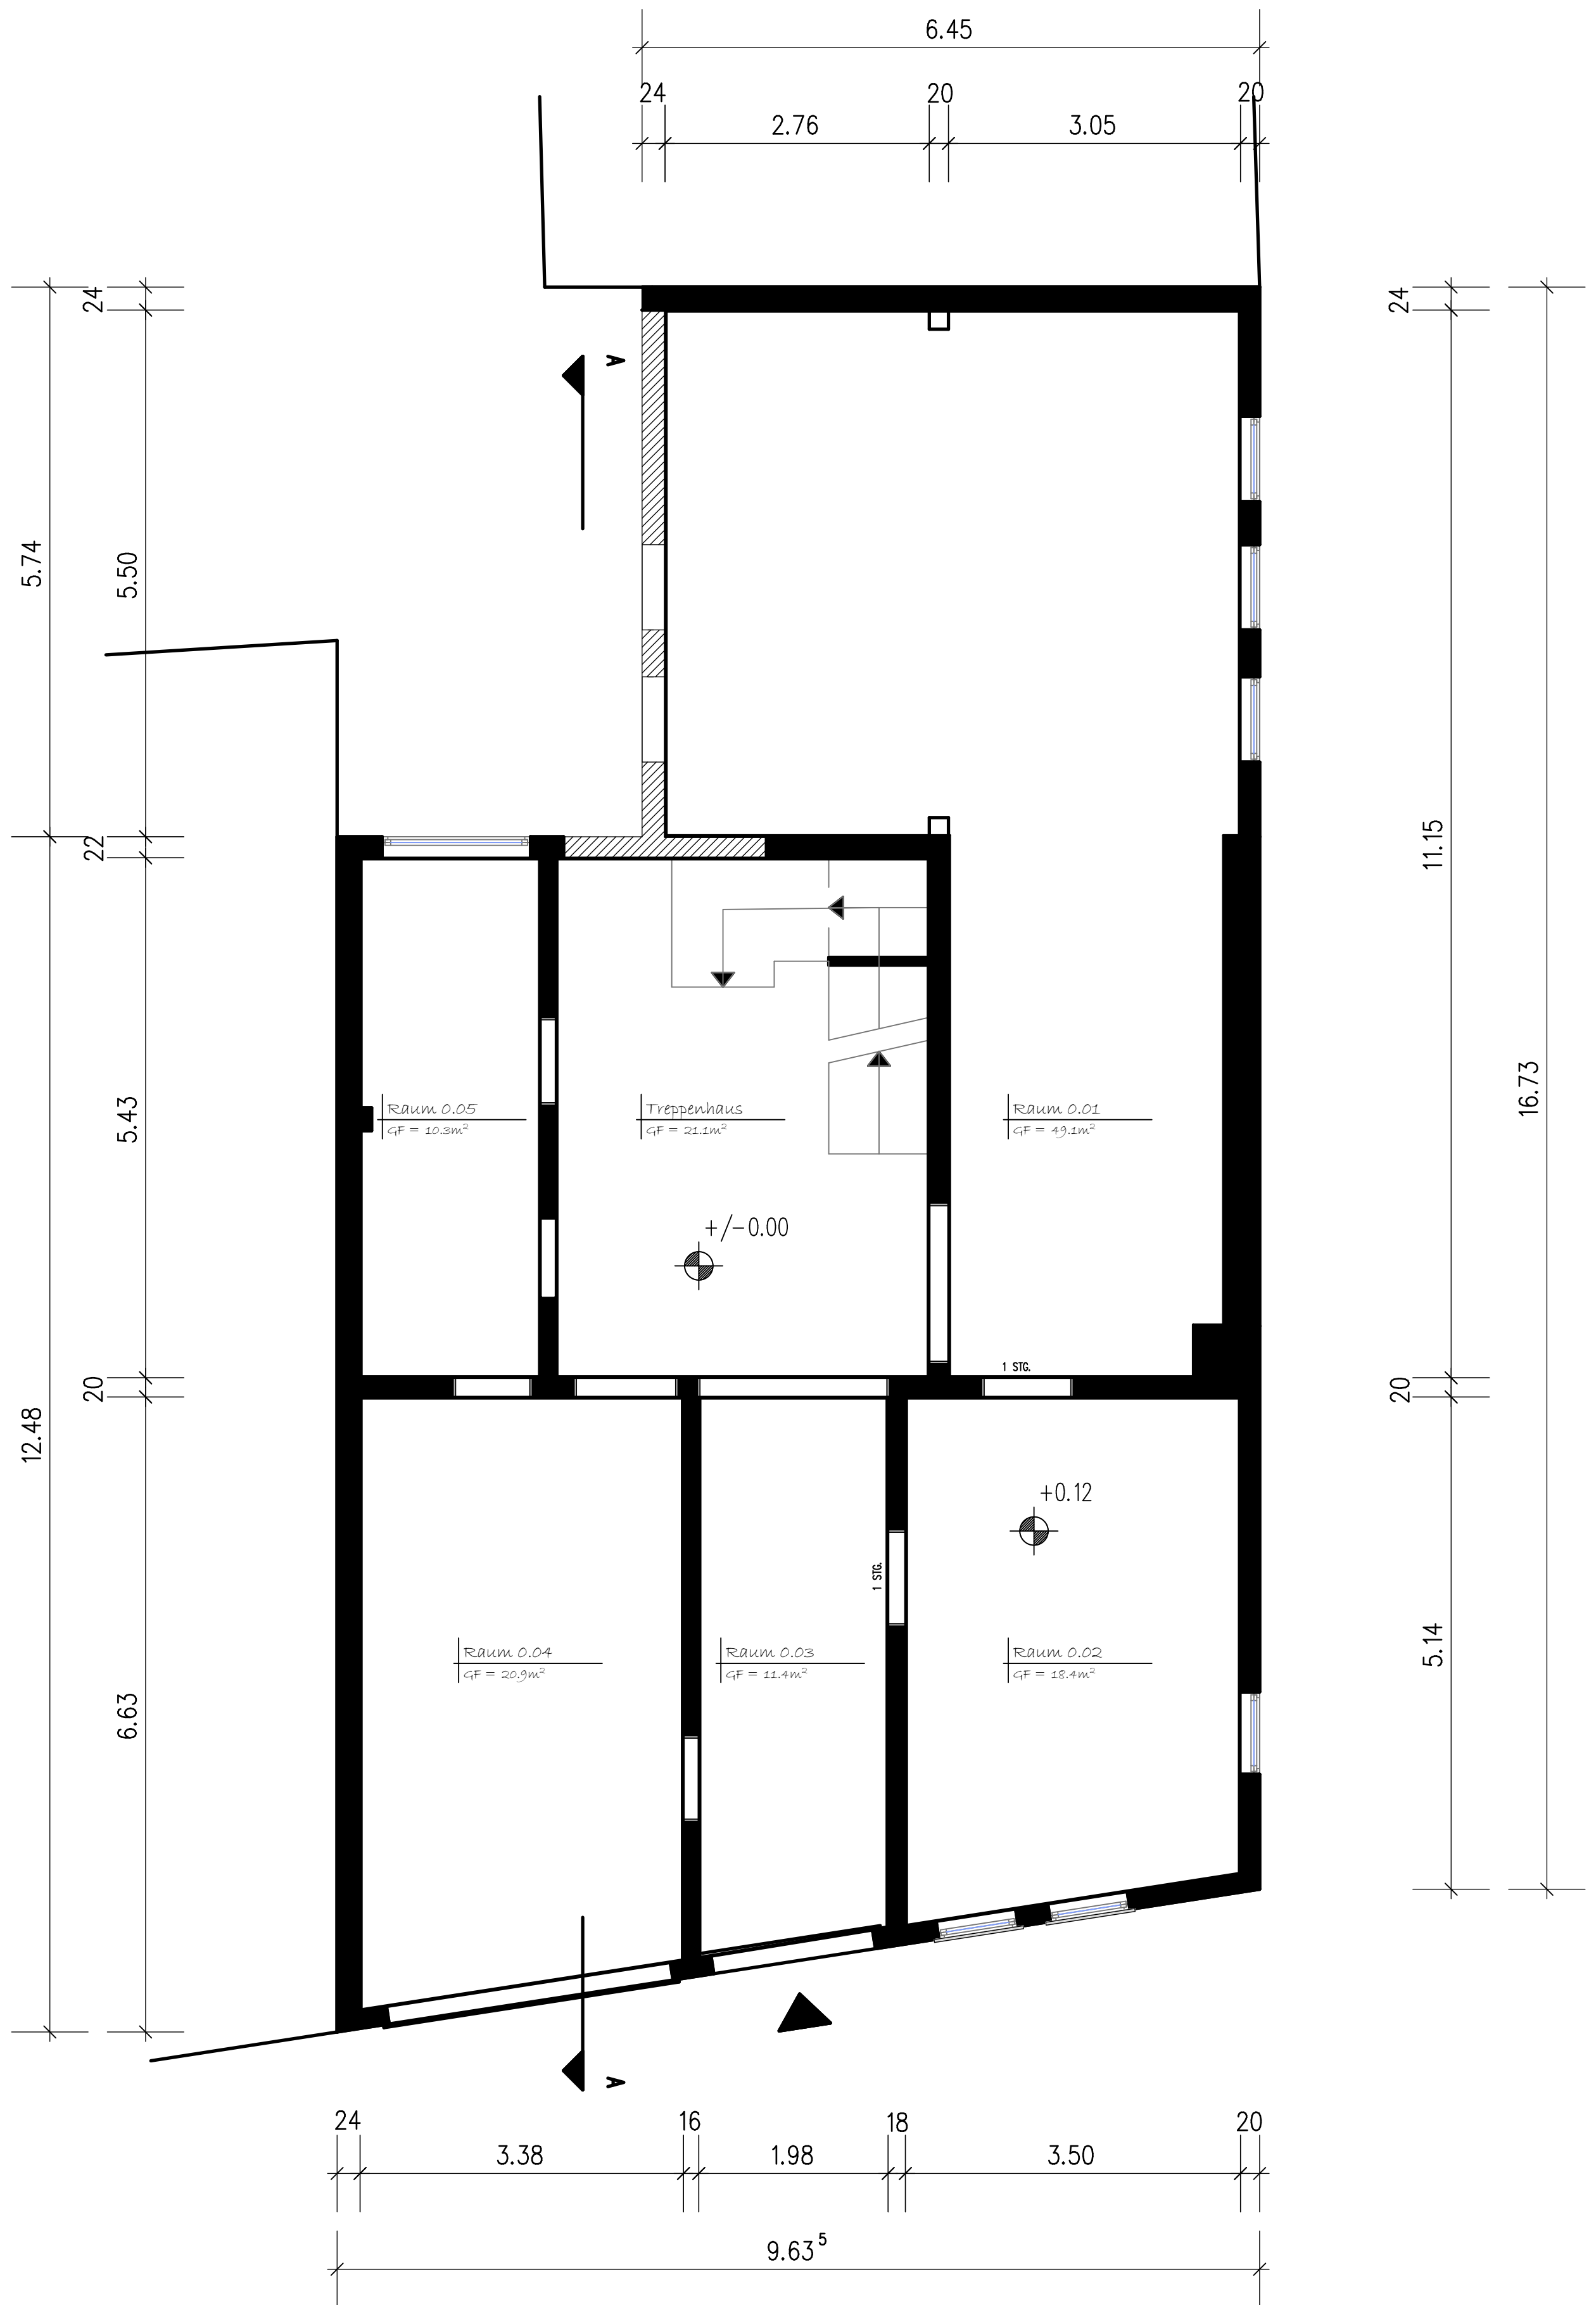 6.45
24
20
20
2.76
3.05
24
24
5.74
5.50
22
11.15
16.73
Raum 0.05
GF = 10.3m²
Treppenhaus
GF = 21.1m²
Raum 0.01
GF = 49.1m²
5.43
+/-0.00
1 STG.
20
20
12.48
+0.12
1 STG.
6.63
5.14
Raum 0.04
GF = 20.9m²
Raum 0.03
GF = 11.4m²
Raum 0.02
GF = 18.4m²
A
A
24
16
18
20
3.38
1.98
3.50
9.63⁵